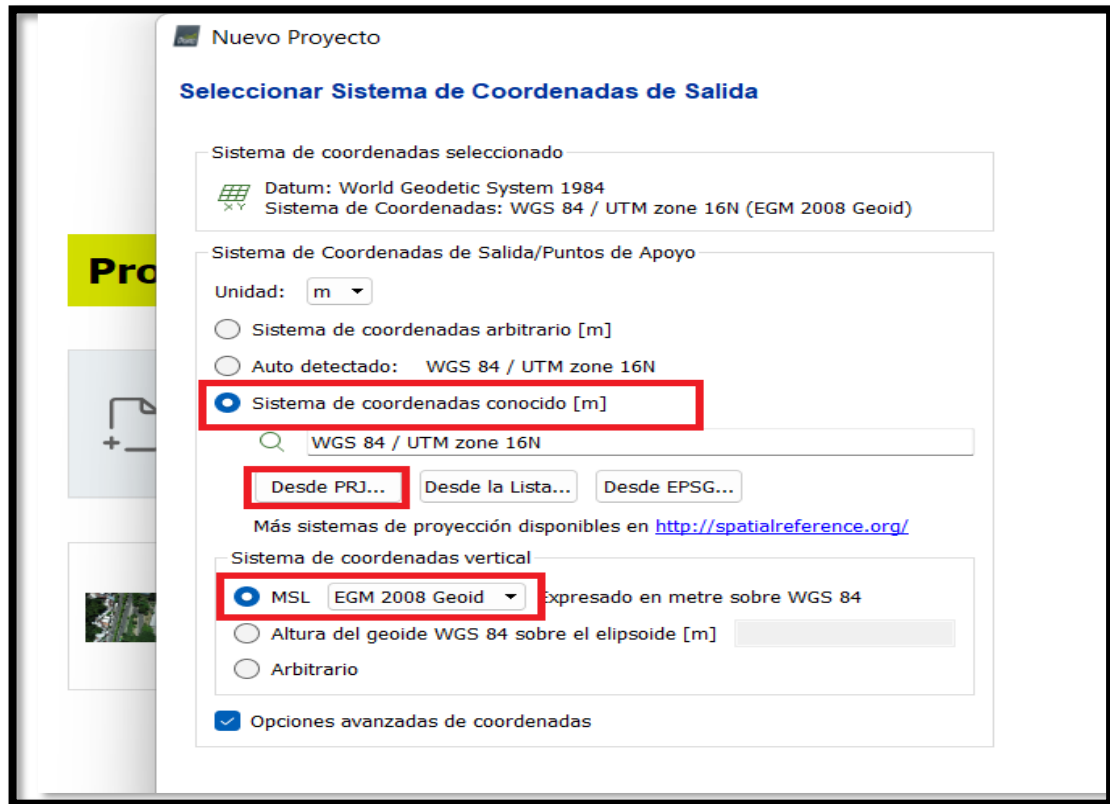 Nuevo Proyecto
Seleccionar Sistema de Coordenadas de Salida
Sistema de coordenadas seleccionado
Datum: World Geodetic System 1984
X Y Sistema de Coordenadas: WGS 84 / UTM zone 16N (EGM 2008 Geoid)
Pro
Sistema de Coordenadas de Salida/Puntos de Apoyo
Unidad: m
Sistema de coordenadas arbitrario [m]
Auto detectado: WGS 84 / UTM zone 16N
Sistema de coordenadas conocido [m]
WGS 84 / UTM zone 16N
Desde PRJ... Desde la Lista... Desde EPSG...
Más sistemas de proyección disponibles en http://spatialreference.org/
Sistema de coordenadas vertical
MSL EGM 2008 Geoid Expresado en metre sobre WGS 84
Altura del geoide WGS 84 sobre el elipsoide [m]
Arbitrario
Opciones avanzadas de coordenadas